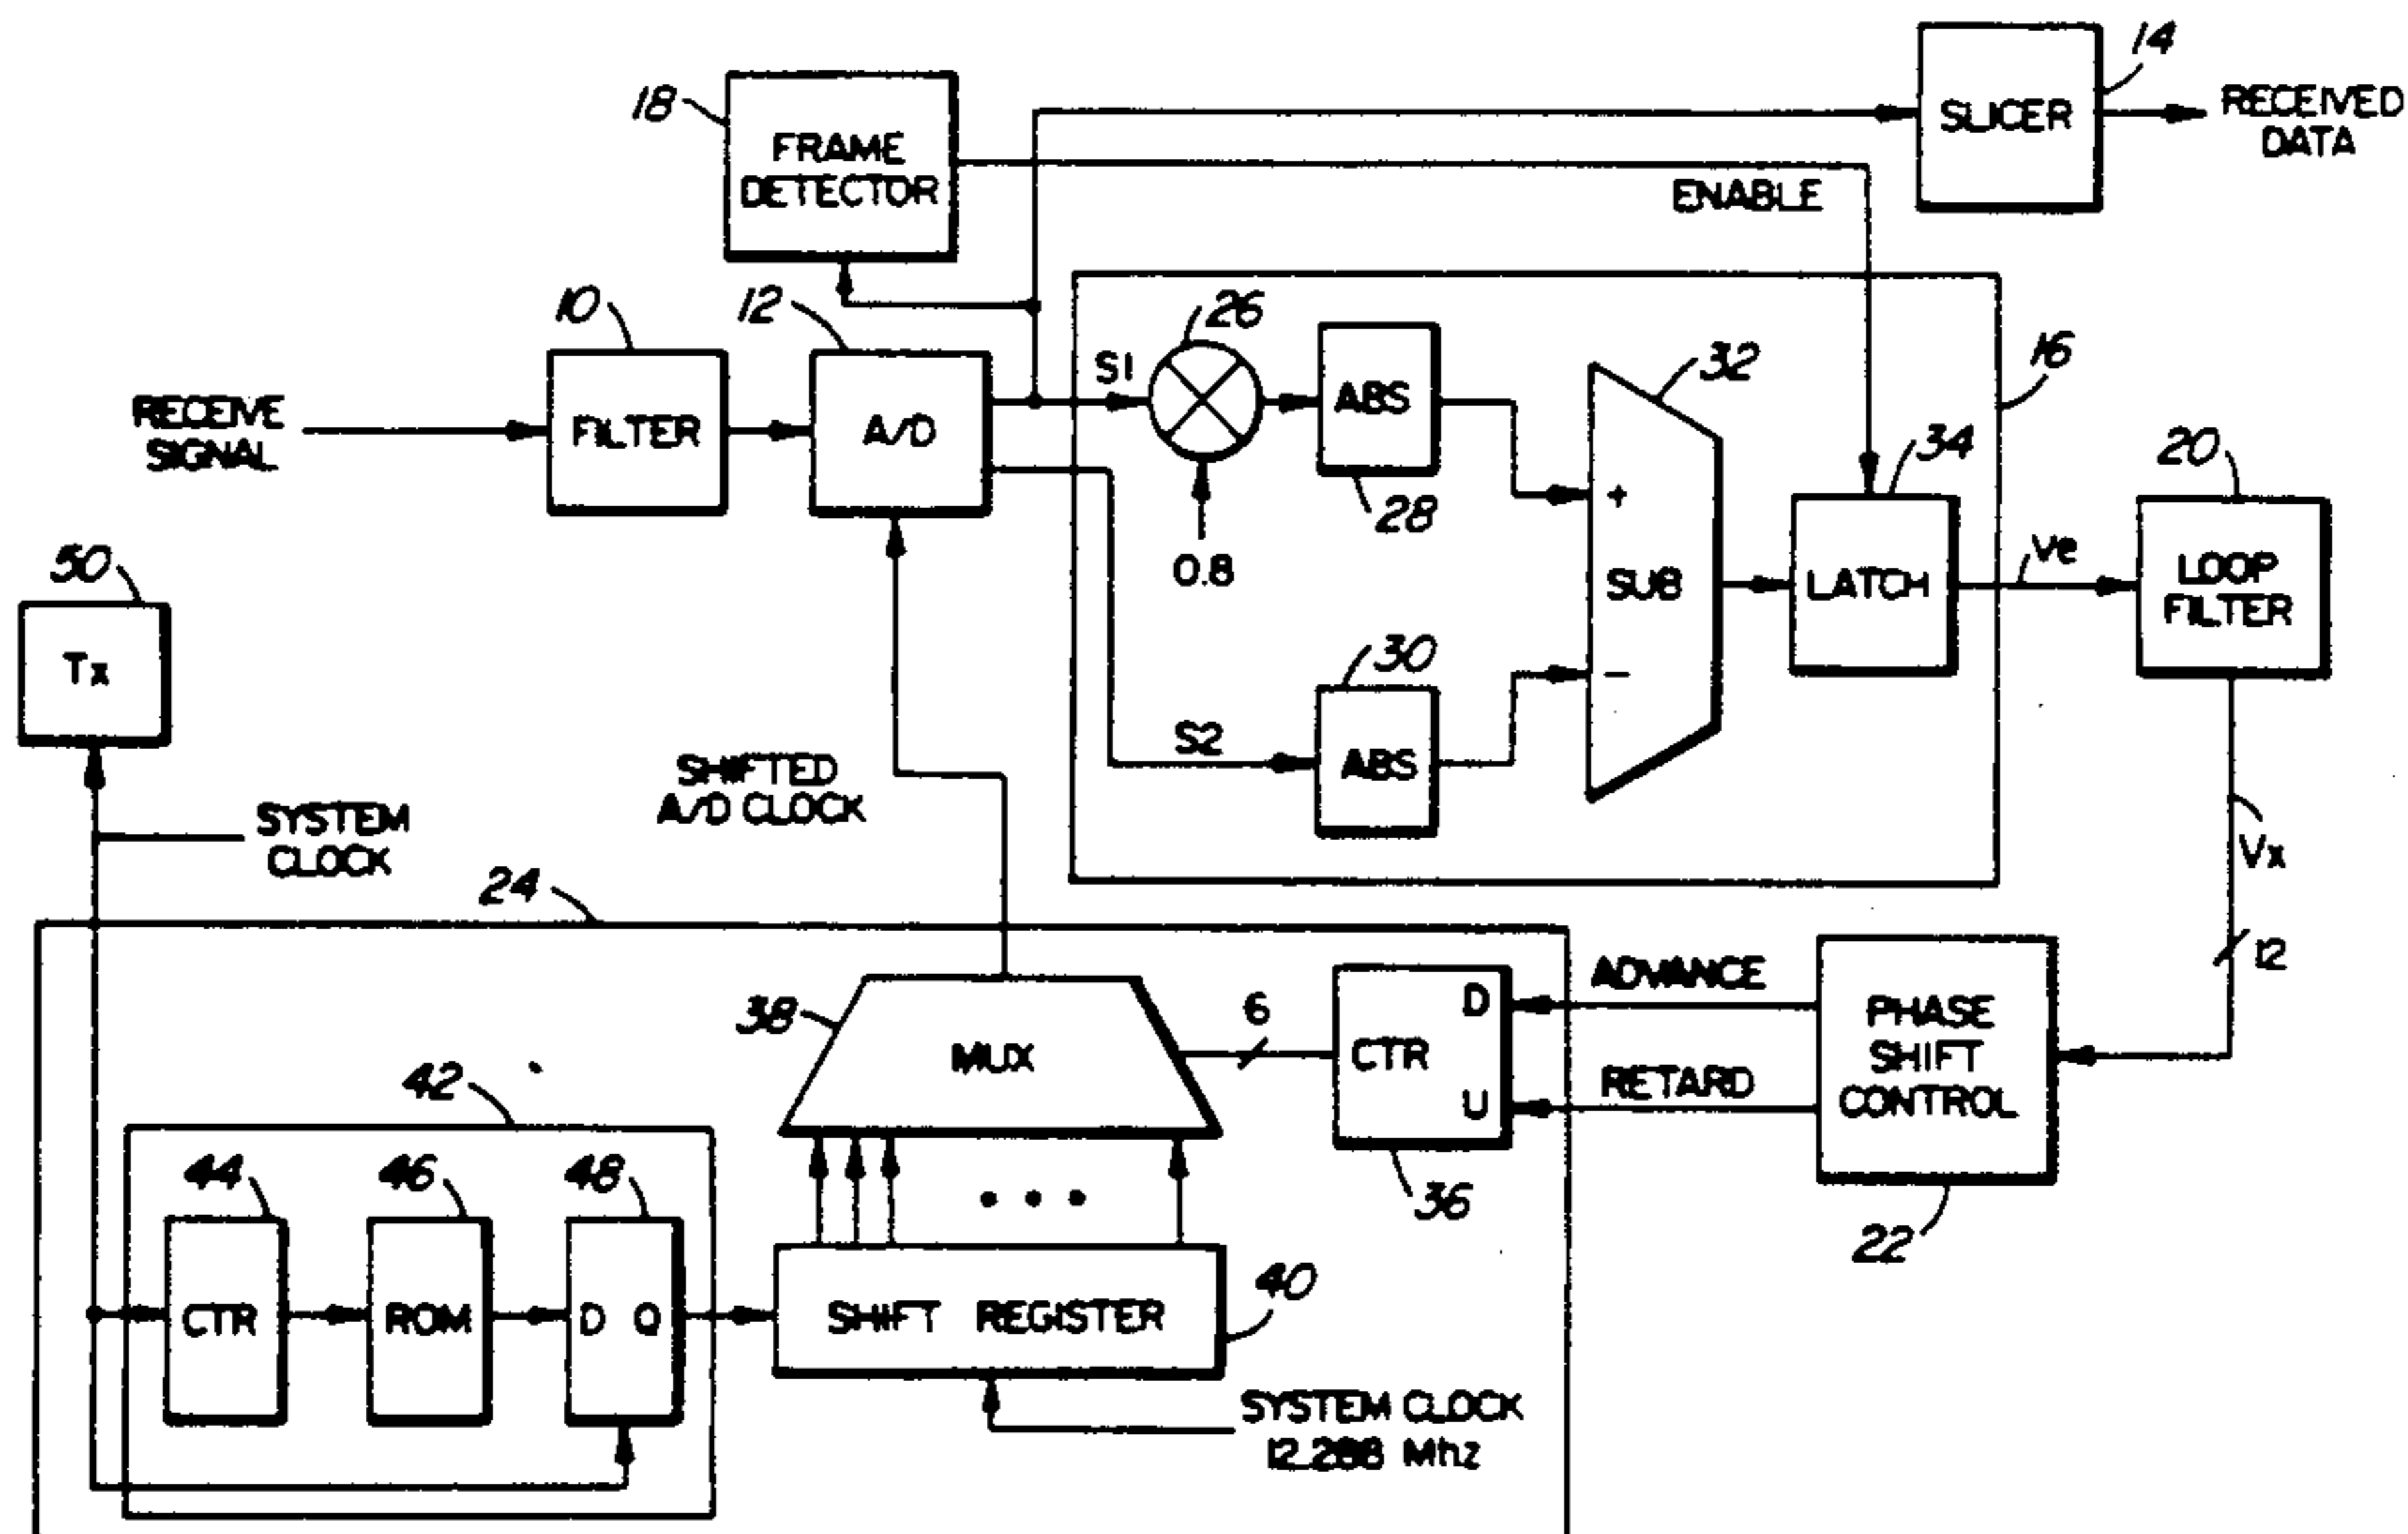 18
FRAME
DETECTOR
SLICER
14
RECEIVED
DATA
ENABLE
10
12
26
16
RECEIVE
SIGNAL
FILTER
A/D
S1
ABS
32
28
0.8
+
SUB
−
34
LATCH
Ve
20
LOOP
FILTER
50
Tx
30
S2
ABS
SHIFTED
A/D CLOCK
SYSTEM
CLOCK
24
Vx
12
38
MUX
6
CTR
D
U
36
ADVANCE
RETARD
PHASE
SHIFT
CONTROL
22
42
44
46
48
CTR
ROM
D Q
SHIFT REGISTER
40
SYSTEM CLOCK
12.288 Mhz